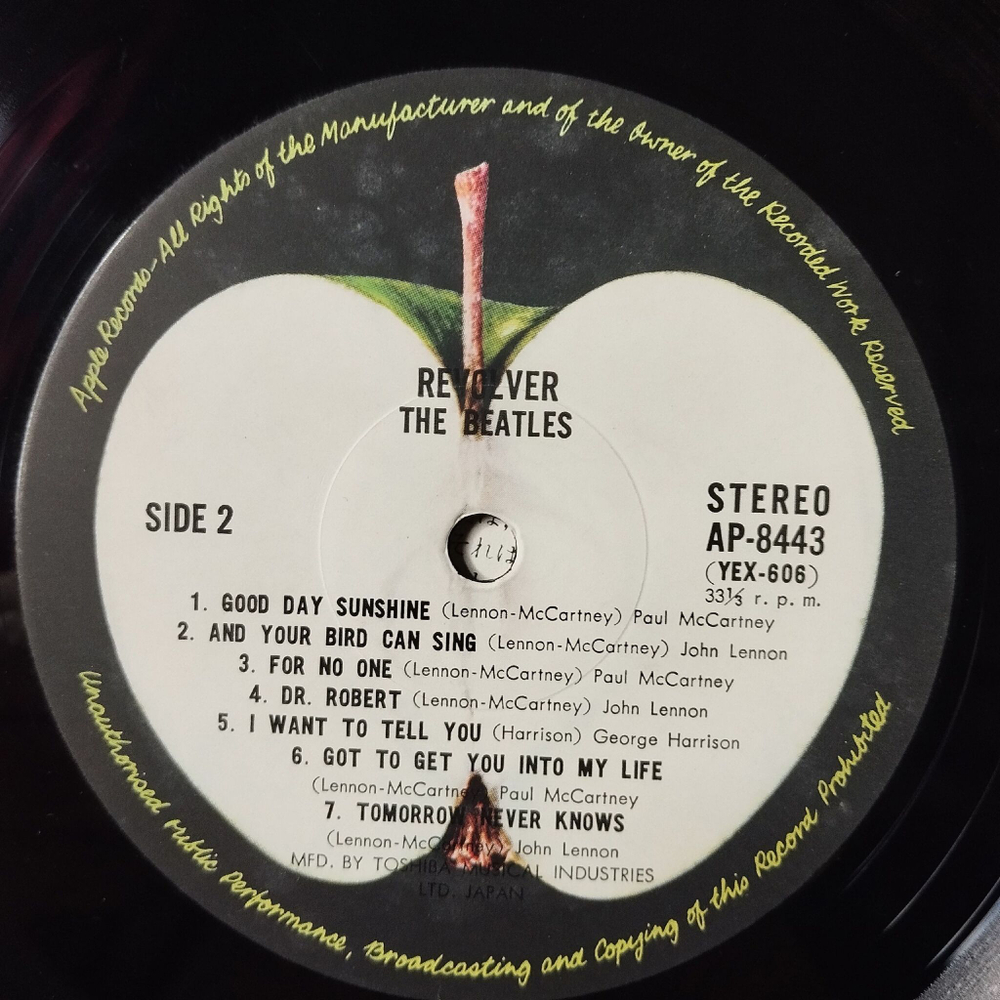 Apple Records-All Rights of the Manufacturer and of the Owner of the Recorded Work Reserved
REVOLVER
THE BEATLES
SIDE 2
STEREO
AP-8443
(YEX-606)
33⅓ r. p. m.
1. GOOD DAY SUNSHINE (Lennon-McCartney) Paul McCartney
2. AND YOUR BIRD CAN SING (Lennon-McCartney) John Lennon
3. FOR NO ONE (Lennon-McCartney) Paul McCartney
4. DR. ROBERT (Lennon-McCartney) John Lennon
5. I WANT TO TELL YOU (Harrison) George Harrison
6. GOT TO GET YOU INTO MY LIFE
(Lennon-McCartney) Paul McCartney
7. TOMORROW NEVER KNOWS
(Lennon-McCartney) John Lennon
MFD. BY TOSHIBA MUSICAL INDUSTRIES
LTD. JAPAN
Unauthorised Public Performance, Broadcasting and Copying of this Record Prohibited